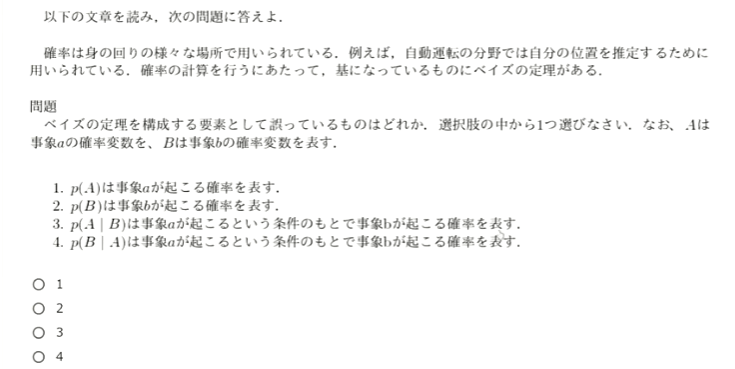 以下の文章を読み，次の問題に答えよ．
確率は身の回りの様々な場所で用いられている．例えば，自動運転の分野では自分の位置を推定するために
用いられている．確率の計算を行うにあたって，基になっているものにベイズの定理がある．
問題
ベイズの定理を構成する要素として誤っているものはどれか．選択肢の中から1つ選びなさい．なお、Aは
事象aの確率変数を、Bは事象bの確率変数を表す．
1. p(A)は事象aが起こる確率を表す．
2. p(B)は事象bが起こる確率を表す．
3. p(A | B)は事象aが起こるという条件のもとで事象bが起こる確率を表す．
4. p(B | A)は事象aが起こるという条件のもとで事象bが起こる確率を表す．
1
2
3
4